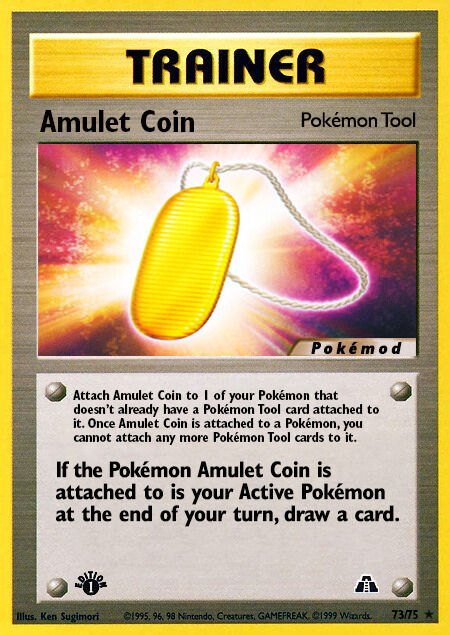 TRAINER
Amulet Coin Pokémon Tool
Pokémod
Attach Amulet Coin to 1 of your Pokémon that
doesn't already have a Pokémon Tool card attached to
it. Once Amulet Coin is attached to a Pokémon, you
cannot attach any more Pokémon Tool cards to it.
If the Pokémon Amulet Coin is
attached to is your Active Pokémon
at the end of your turn, draw a card.
EDITION
1
Illus. Ken Sugimori ©1995, 96, 98 Nintendo, Creatures, GAMEFREAK. ©1999 Wizards. 73/75 ★